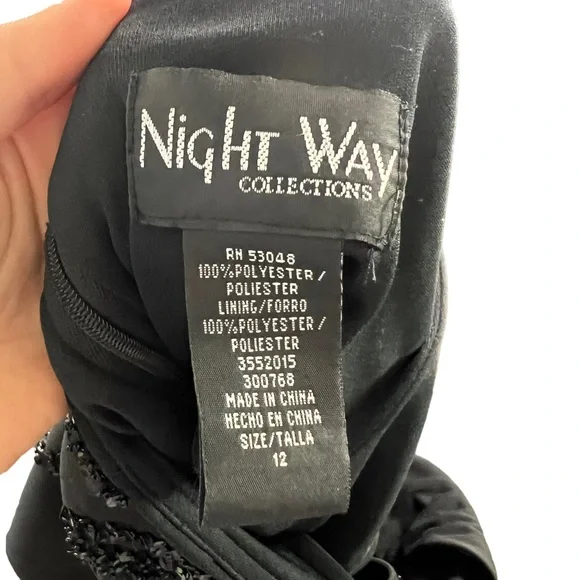 NigHt WAy
COLLECTIONS
RN 53048
100%POLYESTER/
POLIESTER
LINING/FORRO
100%POLYESTER/
POLIESTER
3552015
300768
MADE IN CHINA
HECHO EN CHINA
SIZE/TALLA
12